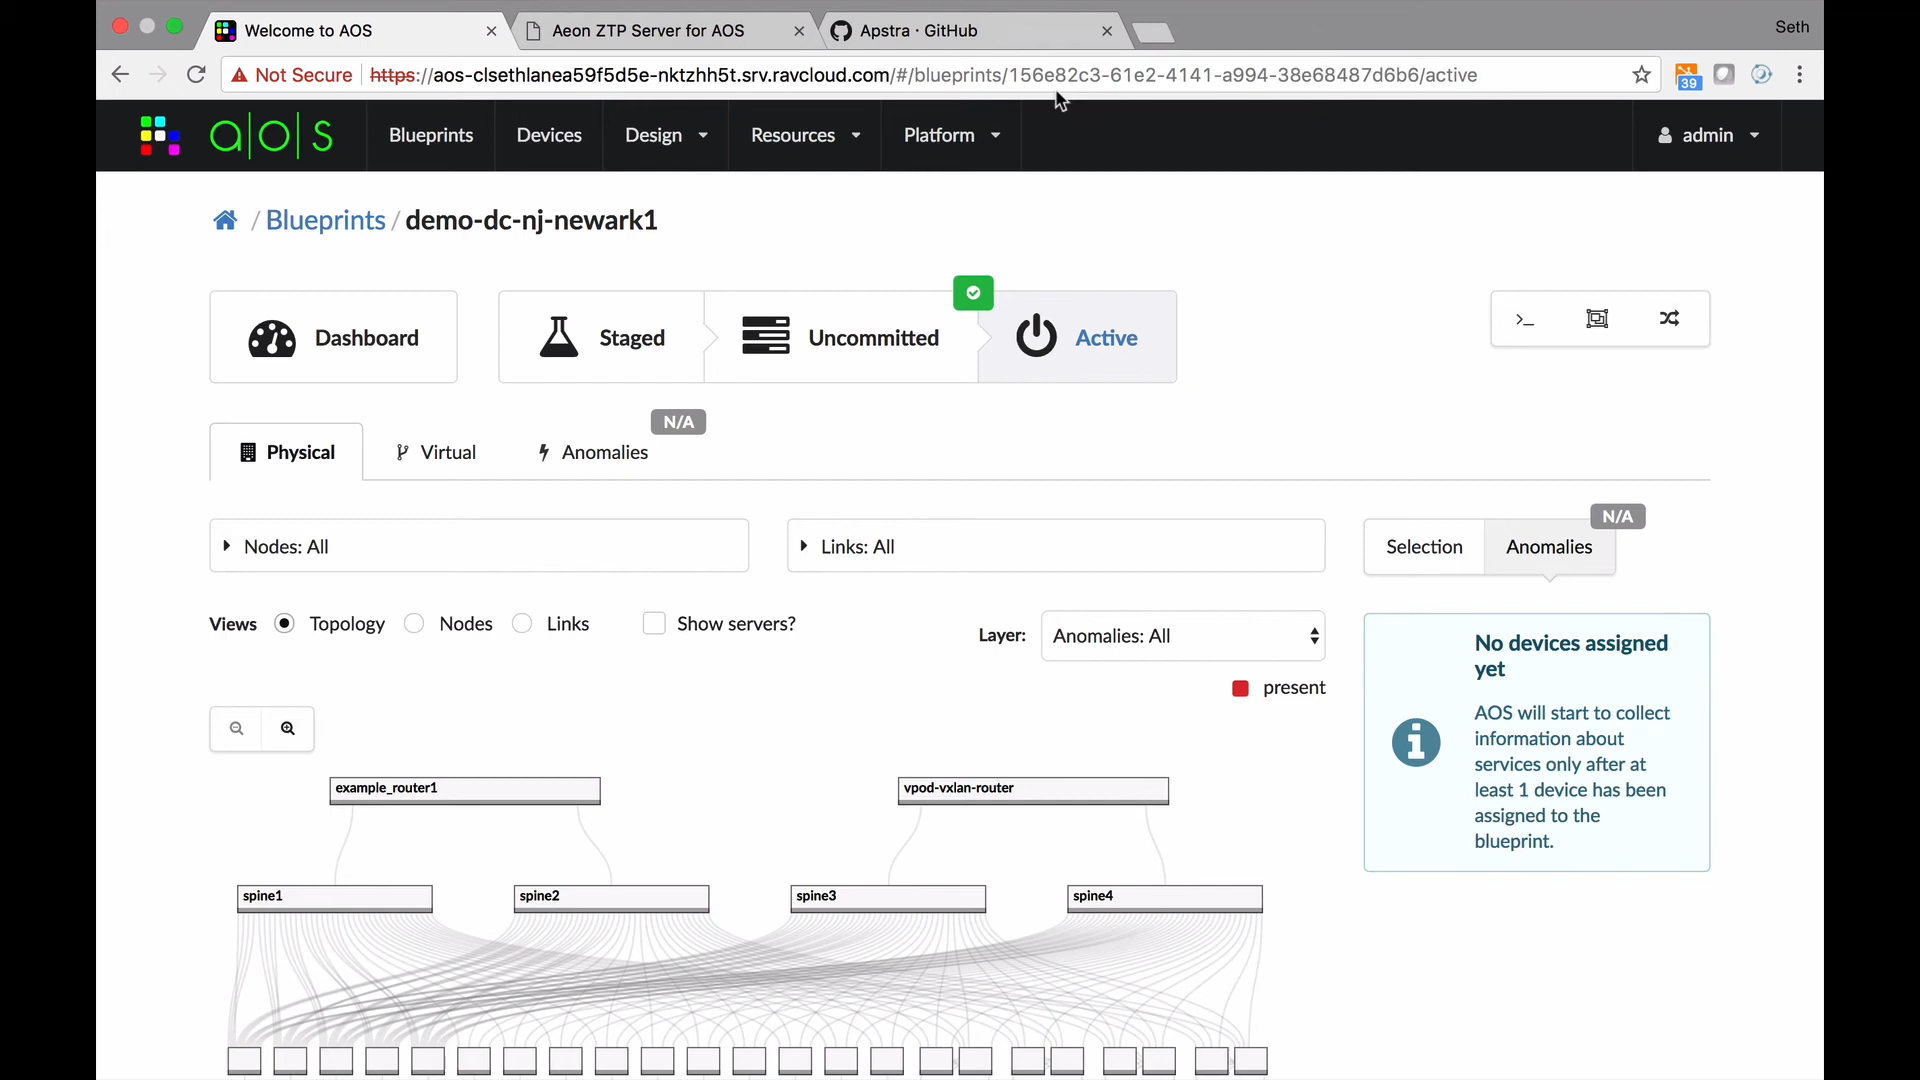 Welcome to AOS
Aeon ZTP Server for AOS
Apstra · GitHub
Seth
Not Secure
https://aos-clsethlanea59f5d5e-nktzhh5t.srv.ravcloud.com/#/blueprints/156e82c3-61e2-4141-a994-38e68487d6b6/active
39
a|o|s
Blueprints
Devices
Design
Resources
Platform
admin
/ Blueprints / demo-dc-nj-newark1
Dashboard
Staged
Uncommitted
Active
Physical
Virtual
Anomalies
N/A
Nodes: All
Links: All
Selection
Anomalies
N/A
Views
Topology
Nodes
Links
Show servers?
Layer:
Anomalies: All
present
No devices assigned
yet
AOS will start to collect
information about
services only after at
least 1 device has been
assigned to the
blueprint.
example_router1
vpod-vxlan-router
spine1
spine2
spine3
spine4